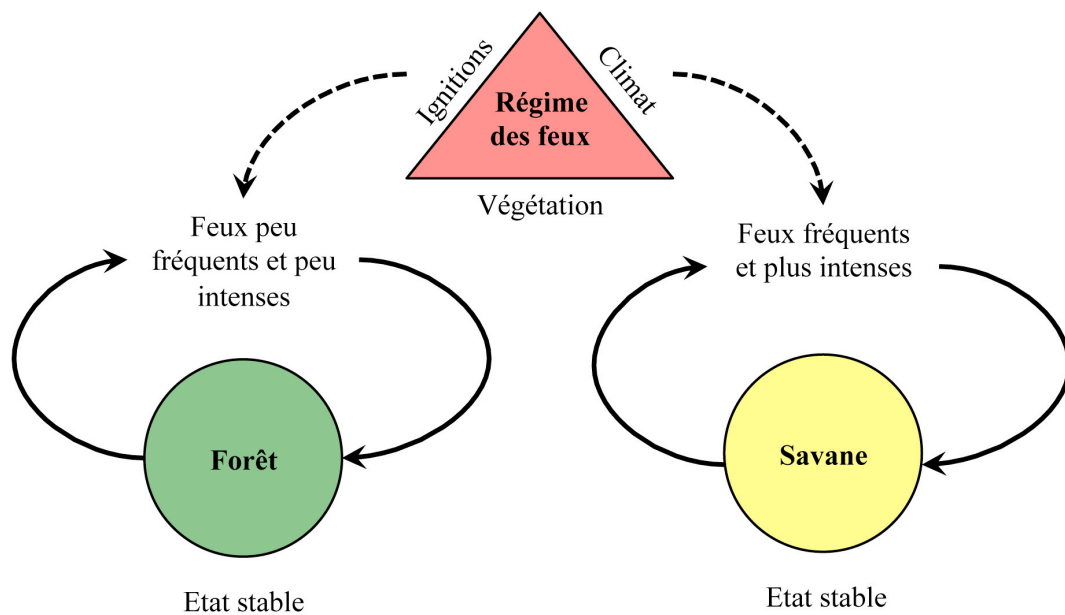 Ignitions
Climat
Régime
des feux
Végétation
Feux peu
fréquents et peu
intenses
Feux fréquents
et plus intenses
Forêt
Savane
Etat stable
Etat stable